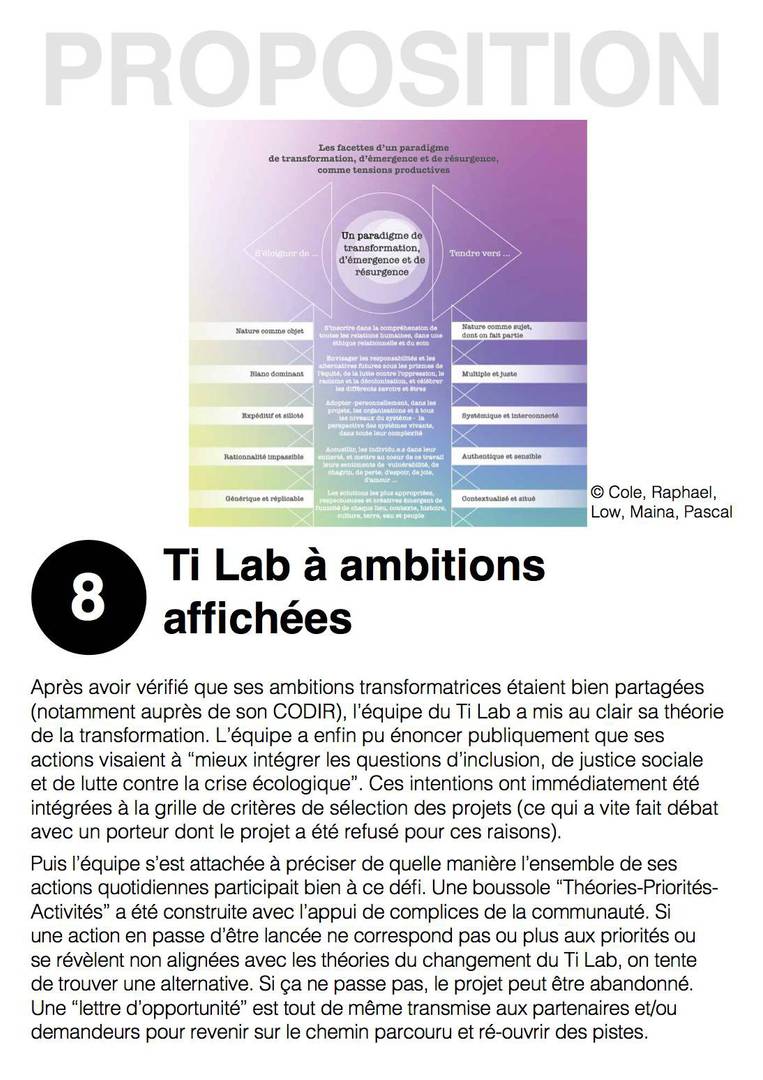 PROPOSITION
Les facettes d'un paradigme
de transformation, d'émergence et de résurgence,
comme tensions productives
S'éloigner de ...
Un paradigme de
transformation,
d'émergence et de
résurgence
Tendre vers ...
Nature comme objet
S'inscrire dans la compréhension de
toutes les relations humaines, dans une
éthique relationnelle et du soin
Nature comme sujet,
dont on fait partie
Blanc dominant
Envisager les responsabilités et les
alternatives futures sous les prismes de
l'équité, de la lutte contre l'oppression, le
racisme et la décolonisation, et célébrer
les différents savoirs et êtres
Multiple et juste
Expéditif et siloté
Adopter -personnellement, dans les
projets, les organisations et à tous
les niveaux du système - la
perspective des systèmes vivants,
dans toute leur complexité
Systémique et interconnecté
Rationnalité impassible
Accueillir, les individu.e.s dans leur
entièreté, et mettre au coeur de ce travail
leurs sentiments de vulnérabilité, de
chagrin, de perte, d'espoir, de joie,
d'amour ...
Authentique et sensible
Générique et réplicable
Les solutions les plus appropriées,
respectueuses et créatives émergent de
l'unicité de chaque lieu, contexte, histoire,
culture, terre, eau et peuple
Contextualisé et situé
© Cole, Raphael,
Low, Maina, Pascal
8
Ti Lab à ambitions
affichées
Après avoir vérifié que ses ambitions transformatrices étaient bien partagées
(notamment auprès de son CODIR), l'équipe du Ti Lab a mis au clair sa théorie
de la transformation. L'équipe a enfin pu énoncer publiquement que ses
actions visaient à “mieux intégrer les questions d'inclusion, de justice sociale
et de lutte contre la crise écologique”. Ces intentions ont immédiatement été
intégrées à la grille de critères de sélection des projets (ce qui a vite fait débat
avec un porteur dont le projet a été refusé pour ces raisons).
Puis l'équipe s'est attachée à préciser de quelle manière l'ensemble de ses
actions quotidiennes participait bien à ce défi. Une boussole “Théories-Priorités-
Activités” a été construite avec l'appui de complices de la communauté. Si
une action en passe d'être lancée ne correspond pas ou plus aux priorités ou
se révèlent non alignées avec les théories du changement du Ti Lab, on tente
de trouver une alternative. Si ça ne passe pas, le projet peut être abandonné.
Une “lettre d'opportunité” est tout de même transmise aux partenaires et/ou
demandeurs pour revenir sur le chemin parcouru et ré-ouvrir des pistes.